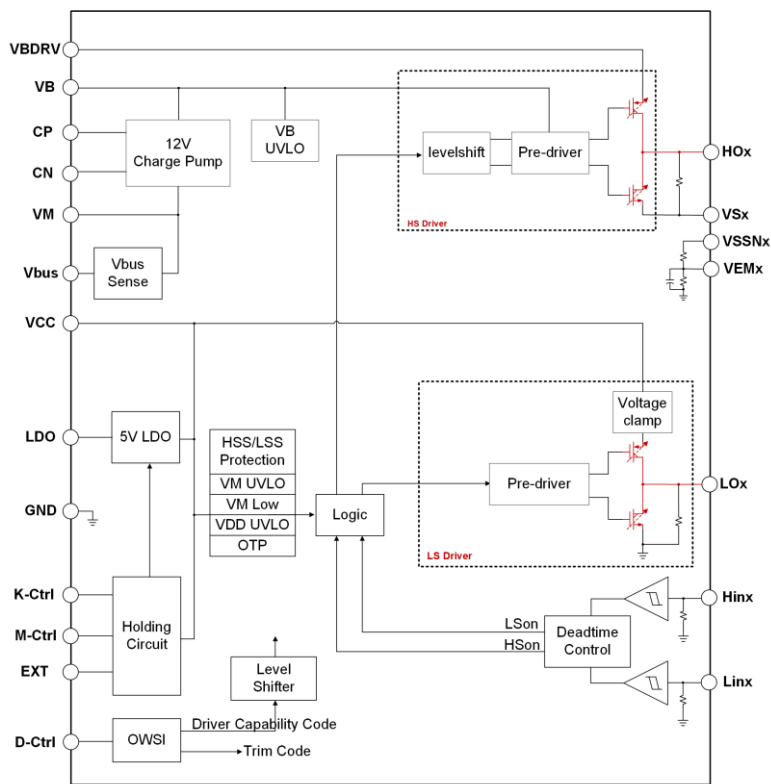 VBDRV
VB
CP
CN
VM
Vbus
VCC
LDO
GND
K-Ctrl
M-Ctrl
EXT
D-Ctrl
12V
Charge Pump
VB
UVLO
Vbus
Sense
levelshift
Pre-driver
HS Driver
HOx
VSx
VSSNx
VEMx
5V LDO
HSS/LSS
Protection
VM UVLO
VM Low
VDD UVLO
OTP
Logic
Voltage
clamp
Pre-driver
LS Driver
LOx
Holding
Circuit
LSon
HSon
Deadtime
Control
Hinx
Linx
Level
Shifter
OWSI
Driver Capability Code
Trim Code